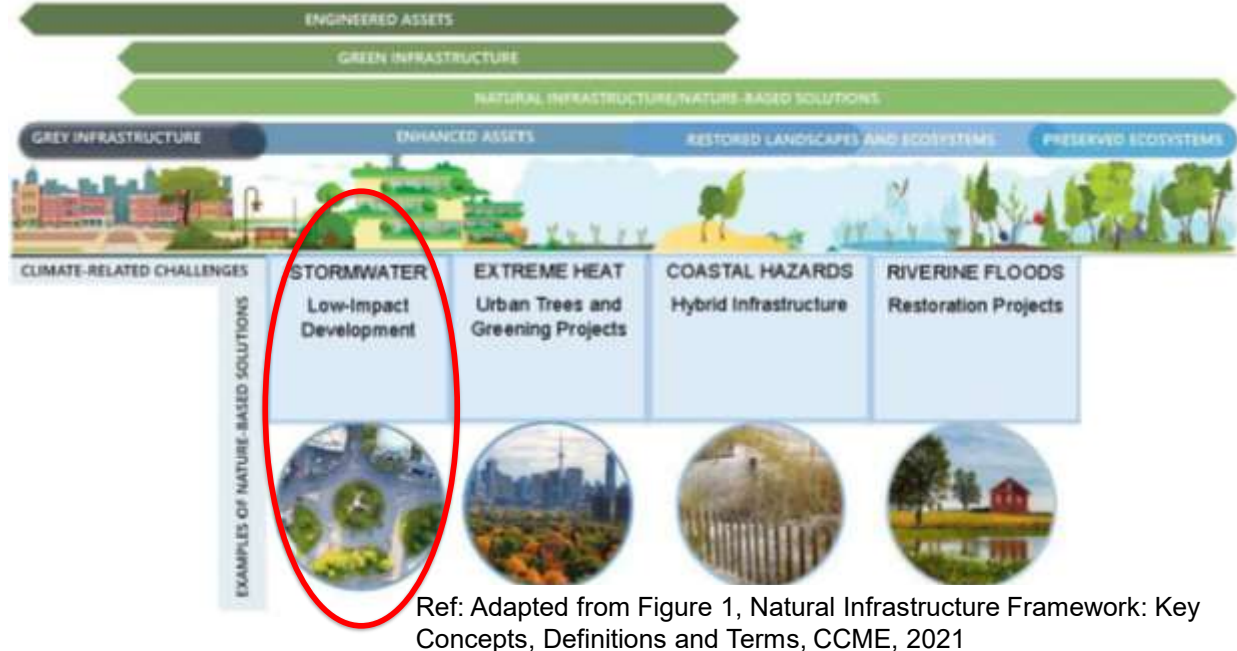 ENGINEERED ASSETS
GREEN INFRASTRUCTURE
NATURAL INFRASTRUCTURE/NATURE-BASED SOLUTIONS
GREY INFRASTRUCTURE
ENHANCED ASSETS
RESTORED LANDSCAPES AND ECOSYSTEMS
PRESERVED ECOSYSTEMS
CLIMATE-RELATED CHALLENGES
EXAMPLES OF NATURE-BASED SOLUTIONS
STORMWATER
Low-Impact
Development
EXTREME HEAT
Urban Trees and
Greening Projects
COASTAL HAZARDS
Hybrid Infrastructure
RIVERINE FLOODS
Restoration Projects
Ref: Adapted from Figure 1, Natural Infrastructure Framework: Key
Concepts, Definitions and Terms, CCME, 2021